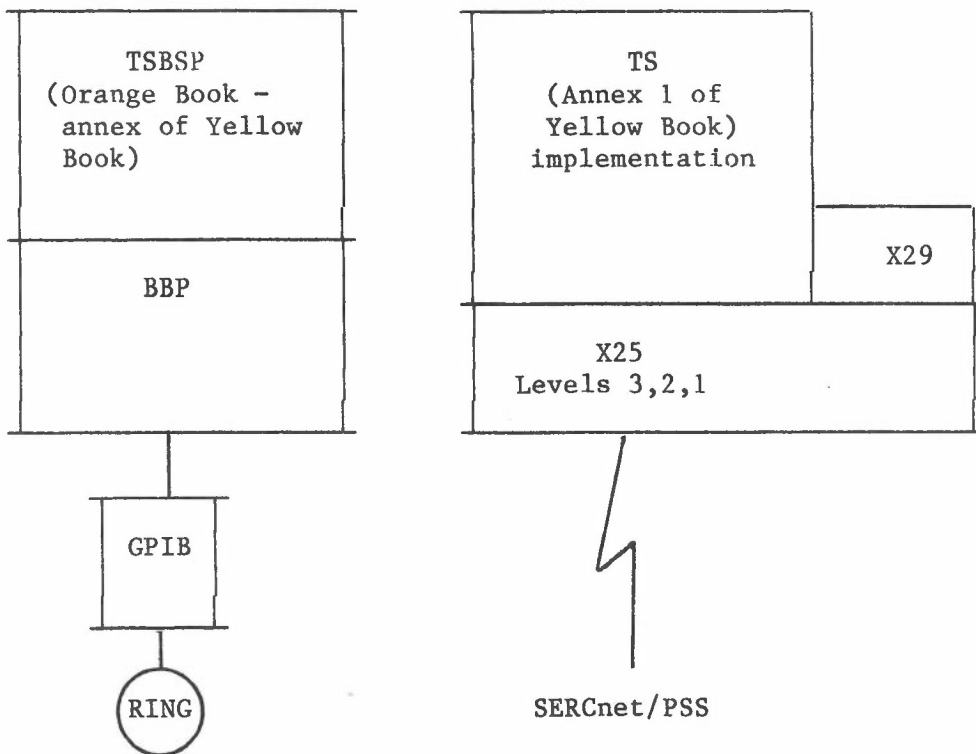 TSBSP
(Orange Book -
annex of Yellow
Book)
BBP
GPIB
RING
TS
(Annex 1 of
Yellow Book)
implementation
X29
X25
Levels 3,2,1
SERCnet/PSS